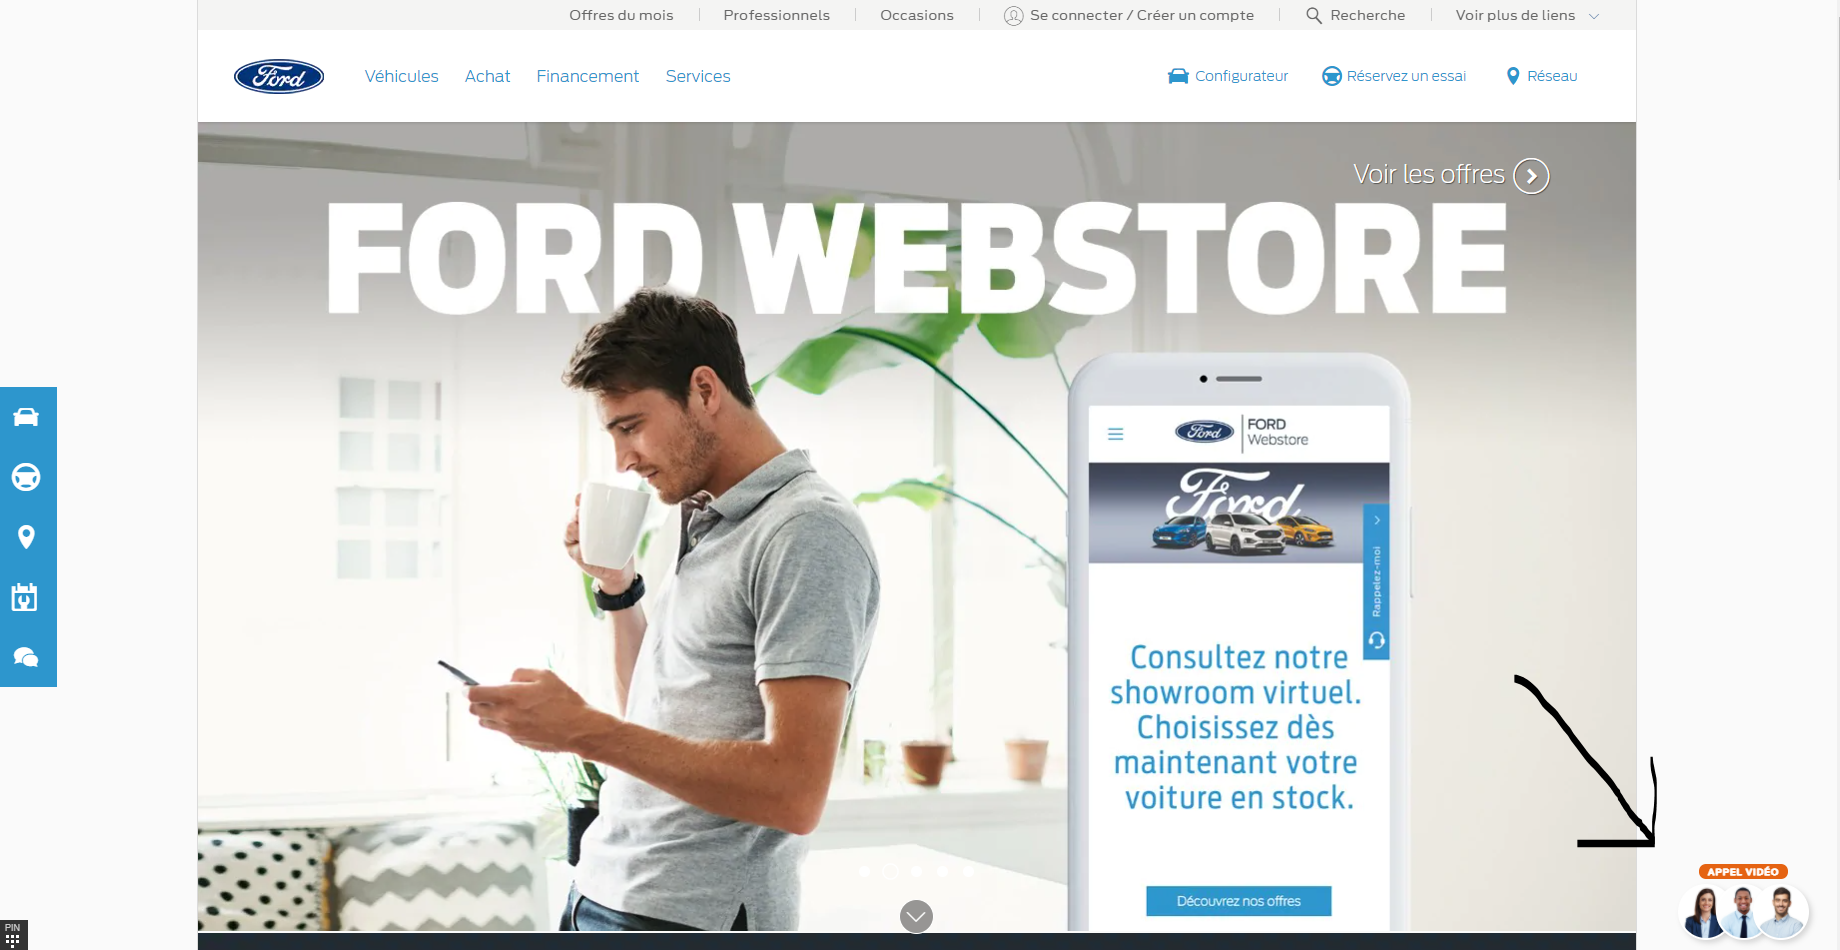 Offres du mois
Professionnels
Occasions
Se connecter / Créer un compte
Recherche
Voir plus de liens
Ford
Véhicules
Achat
Financement
Services
Configurateur
Réservez un essai
Réseau
Voir les offres
FORD WEBSTORE
Ford
FORD
Webstore
Ford
Rappelez-moi
Consultez notre
showroom virtuel.
Choisissez dès
maintenant votre
voiture en stock.
Découvrez nos offres
APPEL VIDÉO
PIN